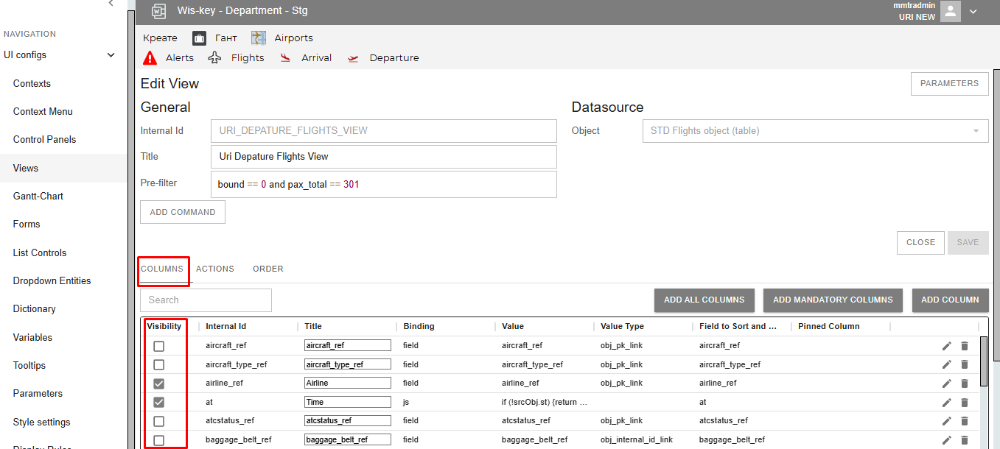 Wis-key - Department - Stg
mmtradmin
URI NEW
NAVIGATION
UI configs
Contexts
Context Menu
Control Panels
Views
Gantt-Chart
Forms
List Controls
Dropdown Entities
Dictionary
Variables
Tooltips
Parameters
Style settings
Креате Гант Airports
Alerts Flights Arrival Departure
Edit View
PARAMETERS
General
Datasource
Internal Id URI_DEPATURE_FLIGHTS_VIEW
Object STD Flights object (table)
Title Uri Depature Flights View
Pre-filter bound == 0 and pax_total == 301
ADD COMMAND
CLOSE SAVE
COLUMNS ACTIONS ORDER
Search ADD ALL COLUMNS ADD MANDATORY COLUMNS ADD COLUMN
Visibility Internal Id Title Binding Value Value Type Field to Sort and ... Pinned Column
aircraft_ref aircraft_ref field aircraft_ref obj_pk_link aircraft_ref
aircraft_type_ref aircraft_type_ref field aircraft_type_ref obj_pk_link aircraft_type_ref
airline_ref Airline field airline_ref obj_pk_link airline_ref
at Time js if (!srcObj.st) {return ... at
atcstatus_ref atcstatus_ref field atcstatus_ref obj_pk_link atcstatus_ref
baggage_belt_ref baggage_belt_ref field baggage_belt_ref obj_internal_id_link baggage_belt_ref